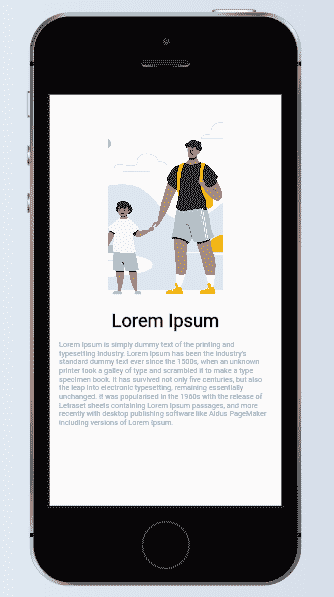 Lorem Ipsum
Lorem Ipsum is simply dummy text of the printing and
typesetting industry. Lorem Ipsum has been the industry's
standard dummy text ever since the 1500s, when an unknown
printer took a galley of type and scrambled it to make a type
specimen book. It has survived not only five centuries, but also
the leap into electronic typesetting, remaining essentially
unchanged. It was popularised in the 1960s with the release of
Letraset sheets containing Lorem Ipsum passages, and more
recently with desktop publishing software like Aldus PageMaker
including versions of Lorem Ipsum.